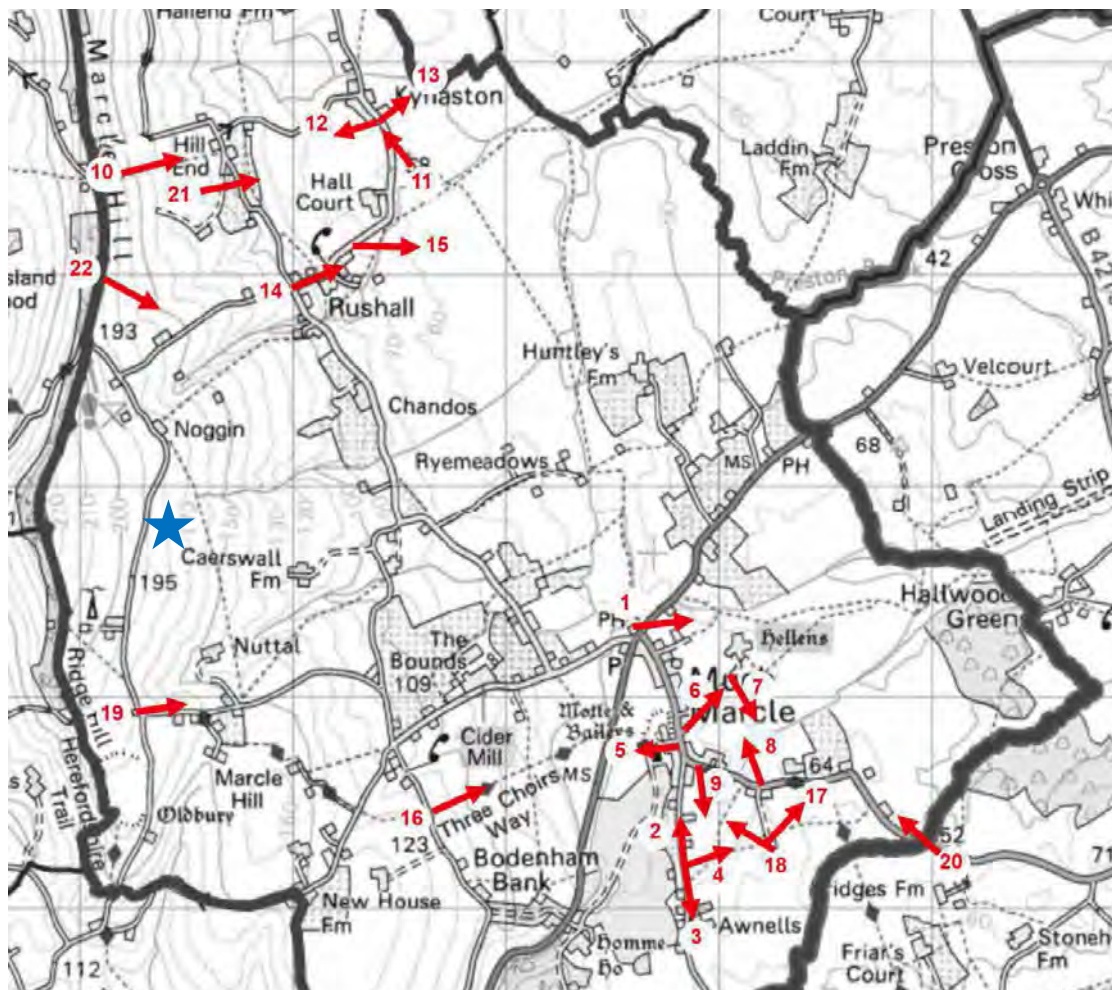 Hallend Fm
Court
Marcle Hill
13
Kynaston
12
Laddin
Fm
Preston
Cross
Hill
End
10
21
11
Hall
Court
Whi
B42
15
42
Preston B
22
14
Rushall
193
Huntley's
Fm
Velcourt
Chandos
Noggin
Ryemeadows
MS
PH
68
Landing Strip
Caerswall
Fm
195
Hallwood
Green
1
PH
The
Bounds
109
Hellens
Nuttal
P
6
7
Much
Marcle
19
Motte &
Baileys
Ridge Hill
Cider
Mill
5
8
64
Marcle
Hill
Three Choirs
Way
MS
9
17
Herefordshire
Trail
16
Oldbury
2
123
18
52
20
4
71
Bodenham
Bank
New House
Fm
ridges Fm
3
Awnells
Homme
Ho
Friar's
Court
Stoneh
Fm
112